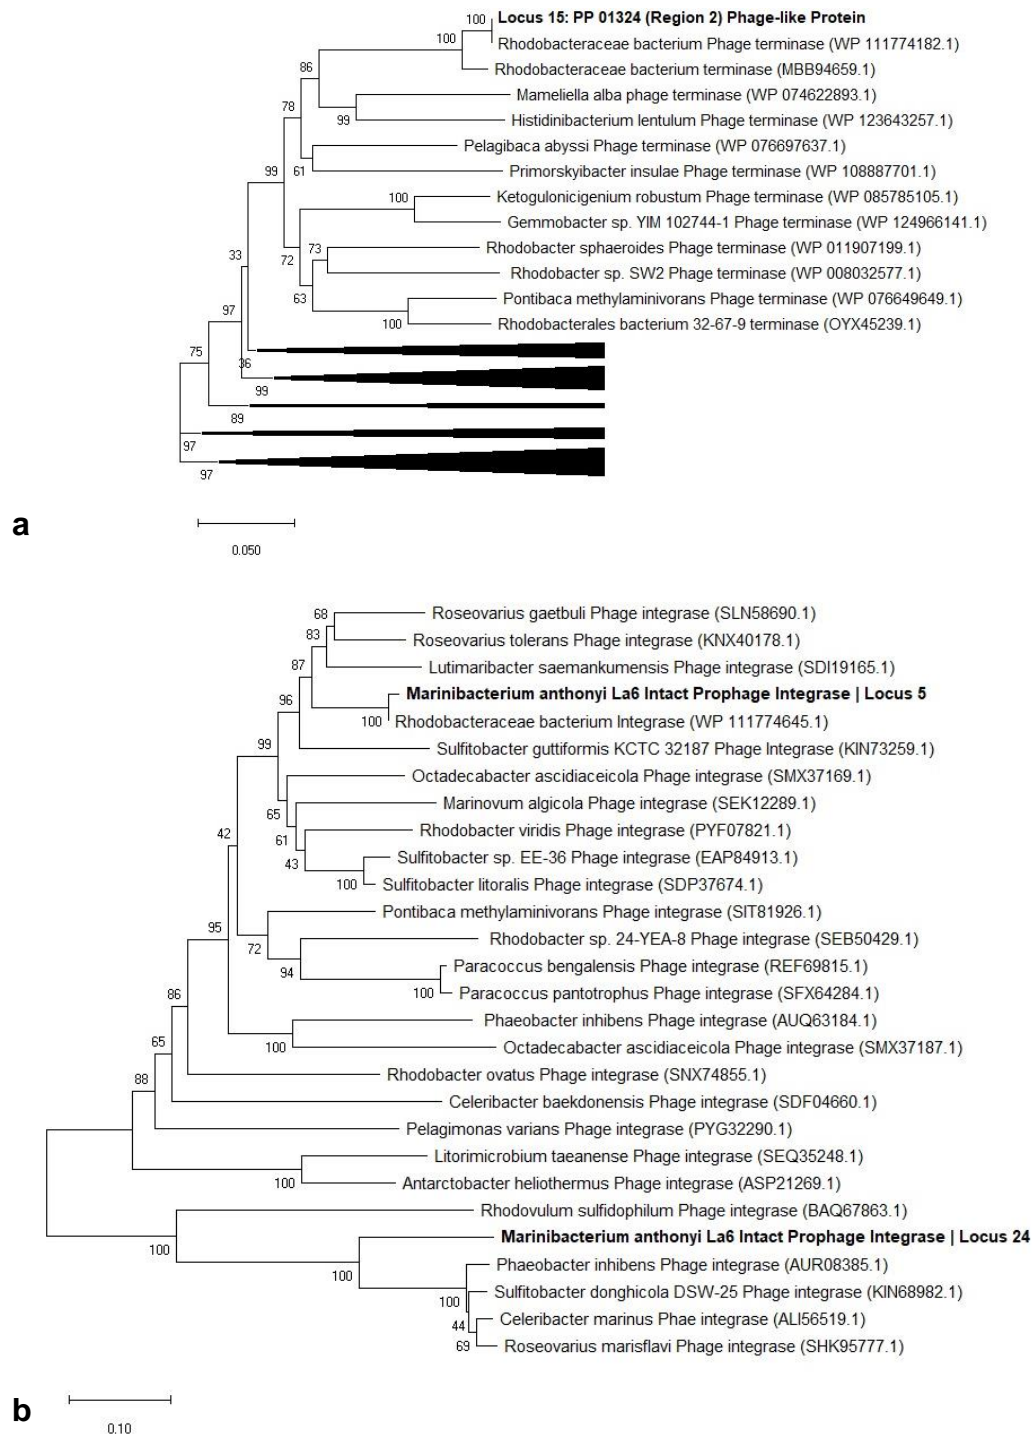 100
Locus 15: PP 01324 (Region 2) Phage-like Protein
100
Rhodobacteraceae bacterium Phage terminase (WP 111774182.1)
86
Rhodobacteraceae bacterium terminase (MBB94659.1)
Mameliella alba phage terminase (WP 074622893.1)
78
99
Histidinibacterium lentulum Phage terminase (WP 123643257.1)
Pelagibaca abyssi Phage terminase (WP 076697637.1)
99
61
Primorskyibacter insulae Phage terminase (WP 108887701.1)
100
Ketogulonicigenium robustum Phage terminase (WP 085785105.1)
Gemmobacter sp. YIM 102744-1 Phage terminase (WP 124966141.1)
33
72
73
Rhodobacter sphaeroides Phage terminase (WP 011907199.1)
Rhodobacter sp. SW2 Phage terminase (WP 008032577.1)
63
Pontibaca methylaminivorans Phage terminase (WP 076649649.1)
97
100
Rhodobacterales bacterium 32-67-9 terminase (OYX45239.1)
75
36
99
89
97
97
a
0.050
68
Roseovarius gaetbuli Phage integrase (SLN58690.1)
83
Roseovarius tolerans Phage integrase (KNX40178.1)
87
Lutimaribacter saemankumensis Phage integrase (SDI19165.1)
96
Marinibacterium anthonyi La6 Intact Prophage Integrase | Locus 5
100
Rhodobacteraceae bacterium Integrase (WP 111774645.1)
99
Sulfitobacter guttiformis KCTC 32187 Phage Integrase (KIN73259.1)
Octadecabacter ascidiaceicola Phage integrase (SMX37169.1)
65
Marinovum algicola Phage integrase (SEK12289.1)
42
61
Rhodobacter viridis Phage integrase (PYF07821.1)
43
Sulfitobacter sp. EE-36 Phage integrase (EAP84913.1)
100
Sulfitobacter litoralis Phage integrase (SDP37674.1)
Pontibaca methylaminivorans Phage integrase (SIT81926.1)
95
72
Rhodobacter sp. 24-YEA-8 Phage integrase (SEB50429.1)
94
Paracoccus bengalensis Phage integrase (REF69815.1)
86
100
Paracoccus pantotrophus Phage integrase (SFX64284.1)
Phaeobacter inhibens Phage integrase (AUQ63184.1)
65
100
Octadecabacter ascidiaceicola Phage integrase (SMX37187.1)
88
Rhodobacter ovatus Phage integrase (SNX74855.1)
Celeribacter baekdonensis Phage integrase (SDF04660.1)
Pelagimonas varians Phage integrase (PYG32290.1)
Litorimicrobium taeanense Phage integrase (SEQ35248.1)
100
Antarctobacter heliothermus Phage integrase (ASP21269.1)
Rhodovulum sulfidophilum Phage integrase (BAQ67863.1)
100
Marinibacterium anthonyi La6 Intact Prophage Integrase | Locus 24
100
Phaeobacter inhibens Phage integrase (AUR08385.1)
100
Sulfitobacter donghicola DSW-25 Phage integrase (KIN68982.1)
44
Celeribacter marinus Phae integrase (ALI56519.1)
69
Roseovarius marisflavi Phage integrase (SHK95777.1)
b
0.10